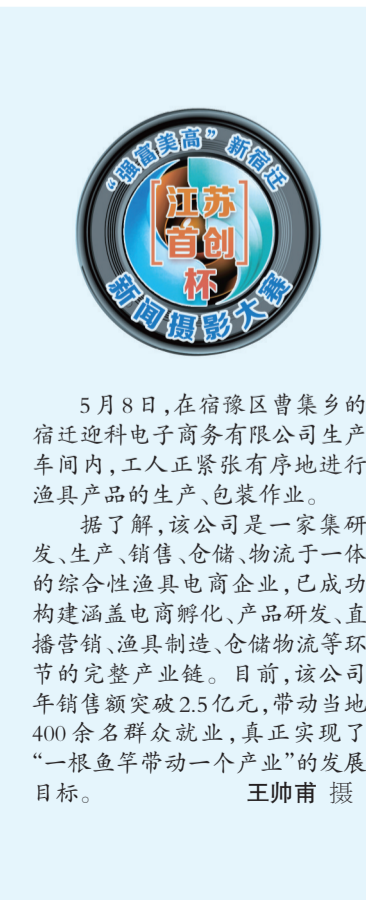 “强富美高”新宿迁
江苏
首创
杯
新闻摄影大赛
5月8日,在宿豫区曹集乡的
宿迁迎科电子商务有限公司生产
车间内,工人正紧张有序地进行
渔具产品的生产、包装作业。
据了解,该公司是一家集研
发、生产、销售、仓储、物流于一体
的综合性渔具电商企业,已成功
构建涵盖电商孵化、产品研发、直
播营销、渔具制造、仓储物流等环
节的完整产业链。目前,该公司
年销售额突破2.5亿元,带动当地
400余名群众就业,真正实现了
“一根鱼竿带动一个产业”的发展
目标。 王帅甫 摄